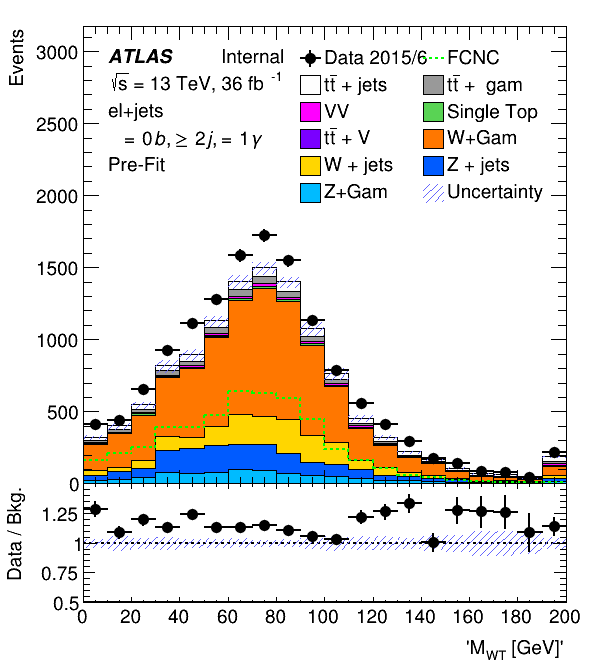 Events
3000
2500
2000
1500
1000
500
0
ATLAS Internal
√s = 13 TeV, 36 fb⁻¹
el+jets
= 0b, ≥ 2j, = 1γ
Pre-Fit
Data 2015/6 FCNC
tt̄ + jets tt̄ + gam
VV Single Top
tt̄ + V W+Gam
W + jets Z + jets
Z+Gam Uncertainty
Data / Bkg.
1.25
1
0.75
0.5
0 20 40 60 80 100 120 140 160 180 200
'M_WT [GeV]'